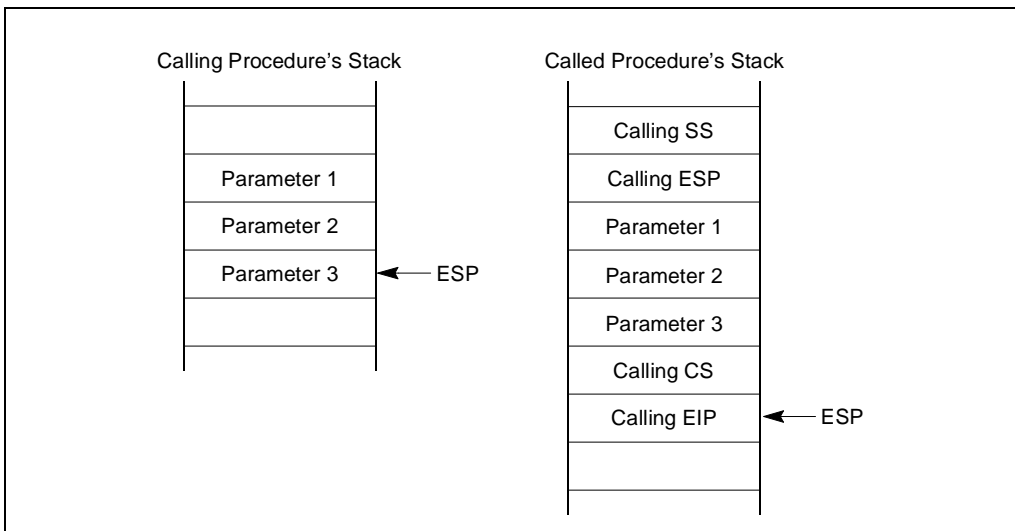 Calling Procedure's Stack
Parameter 1
Parameter 2
Parameter 3
ESP
Called Procedure's Stack
Calling SS
Calling ESP
Parameter 1
Parameter 2
Parameter 3
Calling CS
Calling EIP
ESP